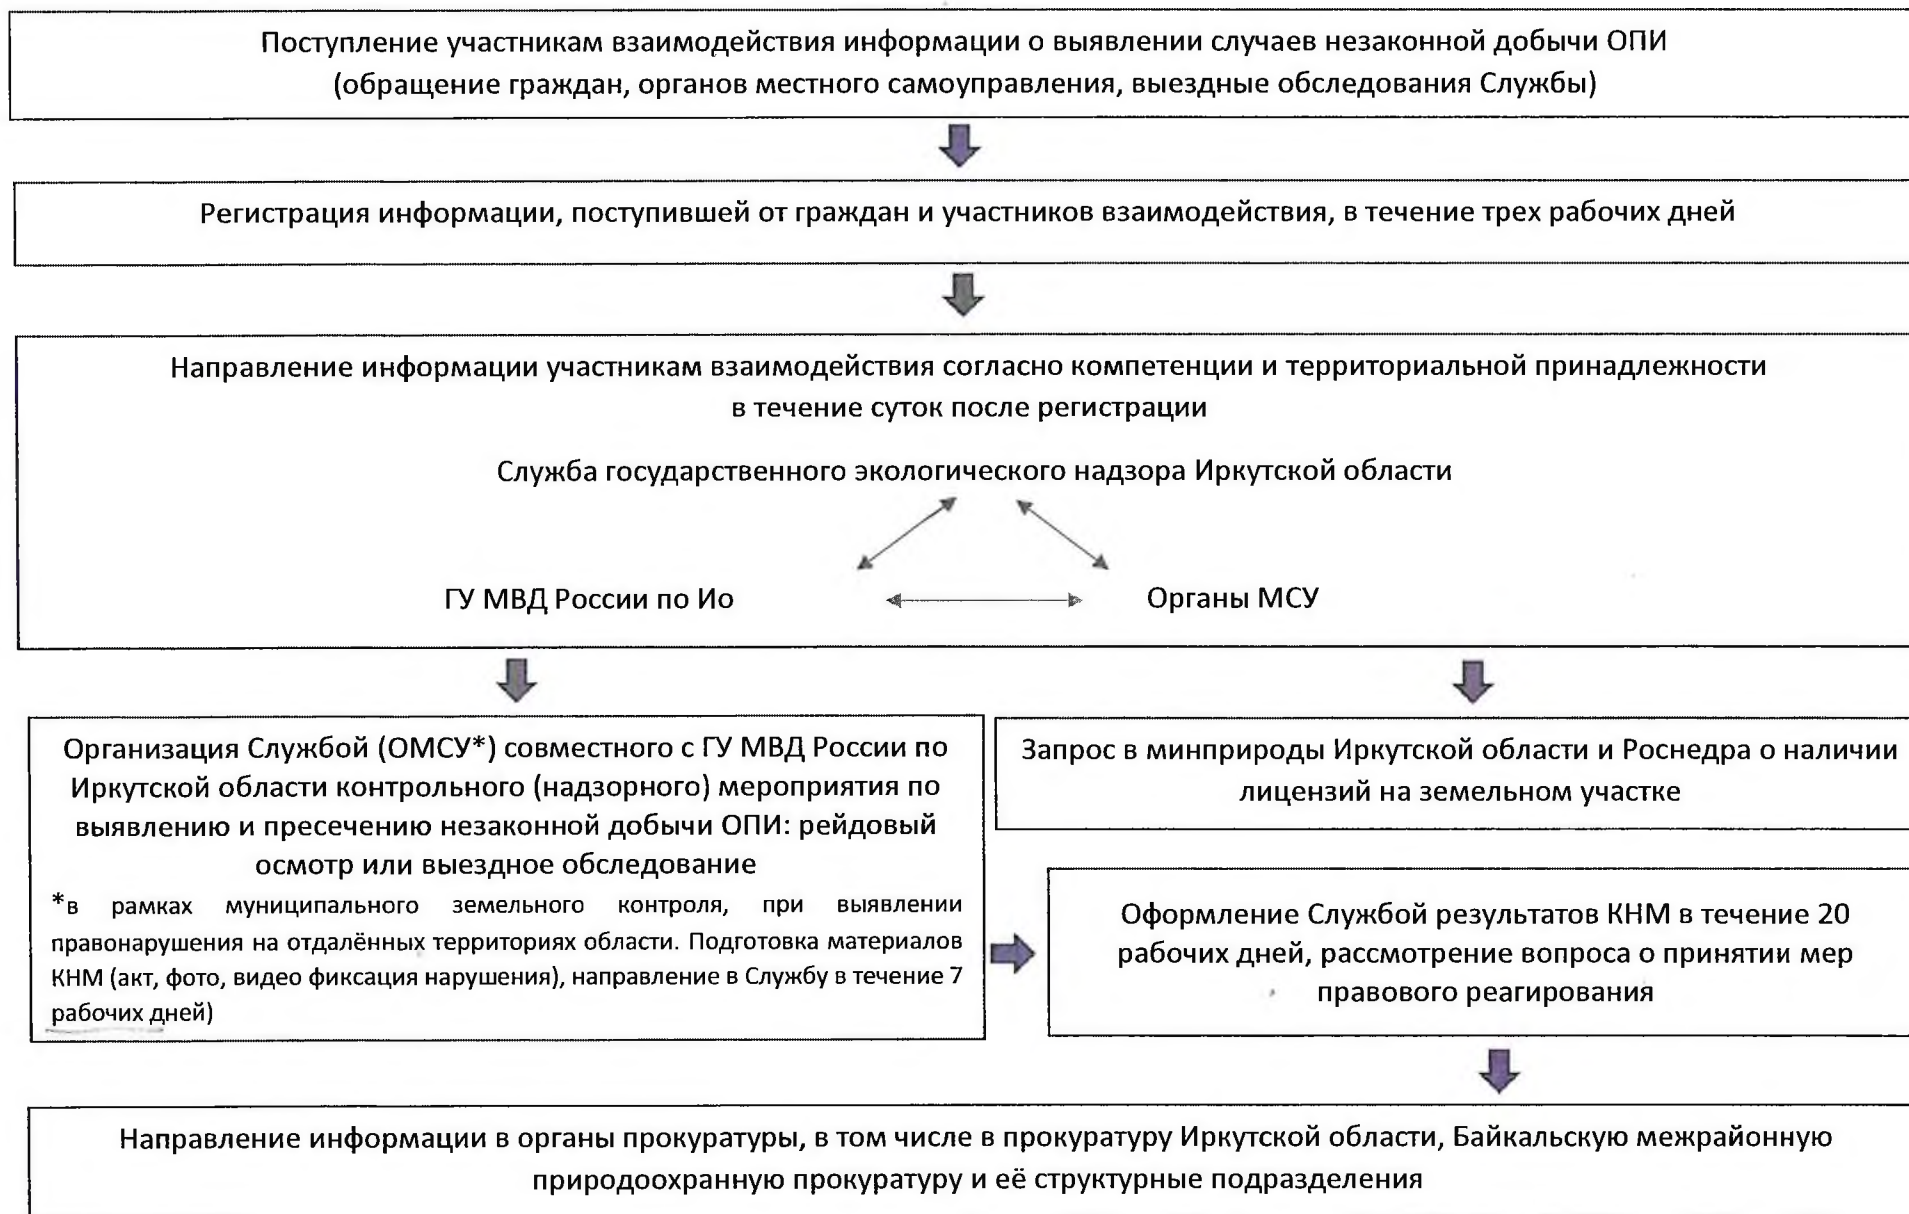 Поступление участникам взаимодействия информации о выявлении случаев незаконной добычи ОПИ
(обращение граждан, органов местного самоуправления, выездные обследования Службы)
Регистрация информации, поступившей от граждан и участников взаимодействия, в течение трех рабочих дней
Направление информации участникам взаимодействия согласно компетенции и территориальной принадлежности
в течение суток после регистрации
Служба государственного экологического надзора Иркутской области
ГУ МВД России по Ио
Органы МСУ
Организация Службой (ОМСУ*) совместного с ГУ МВД России по
Иркутской области контрольного (надзорного) мероприятия по
выявлению и пресечению незаконной добычи ОПИ: рейдовый
осмотр или выездное обследование
*в рамках муниципального земельного контроля, при выявлении
правонарушения на отдалённых территориях области. Подготовка материалов
КНМ (акт, фото, видео фиксация нарушения), направление в Службу в течение 7
рабочих дней)
Запрос в минприроды Иркутской области и Роснедра о наличии
лицензий на земельном участке
Оформление Службой результатов КНМ в течение 20
рабочих дней, рассмотрение вопроса о принятии мер
правового реагирования
Направление информации в органы прокуратуры, в том числе в прокуратуру Иркутской области, Байкальскую межрайонную
природоохранную прокуратуру и её структурные подразделения